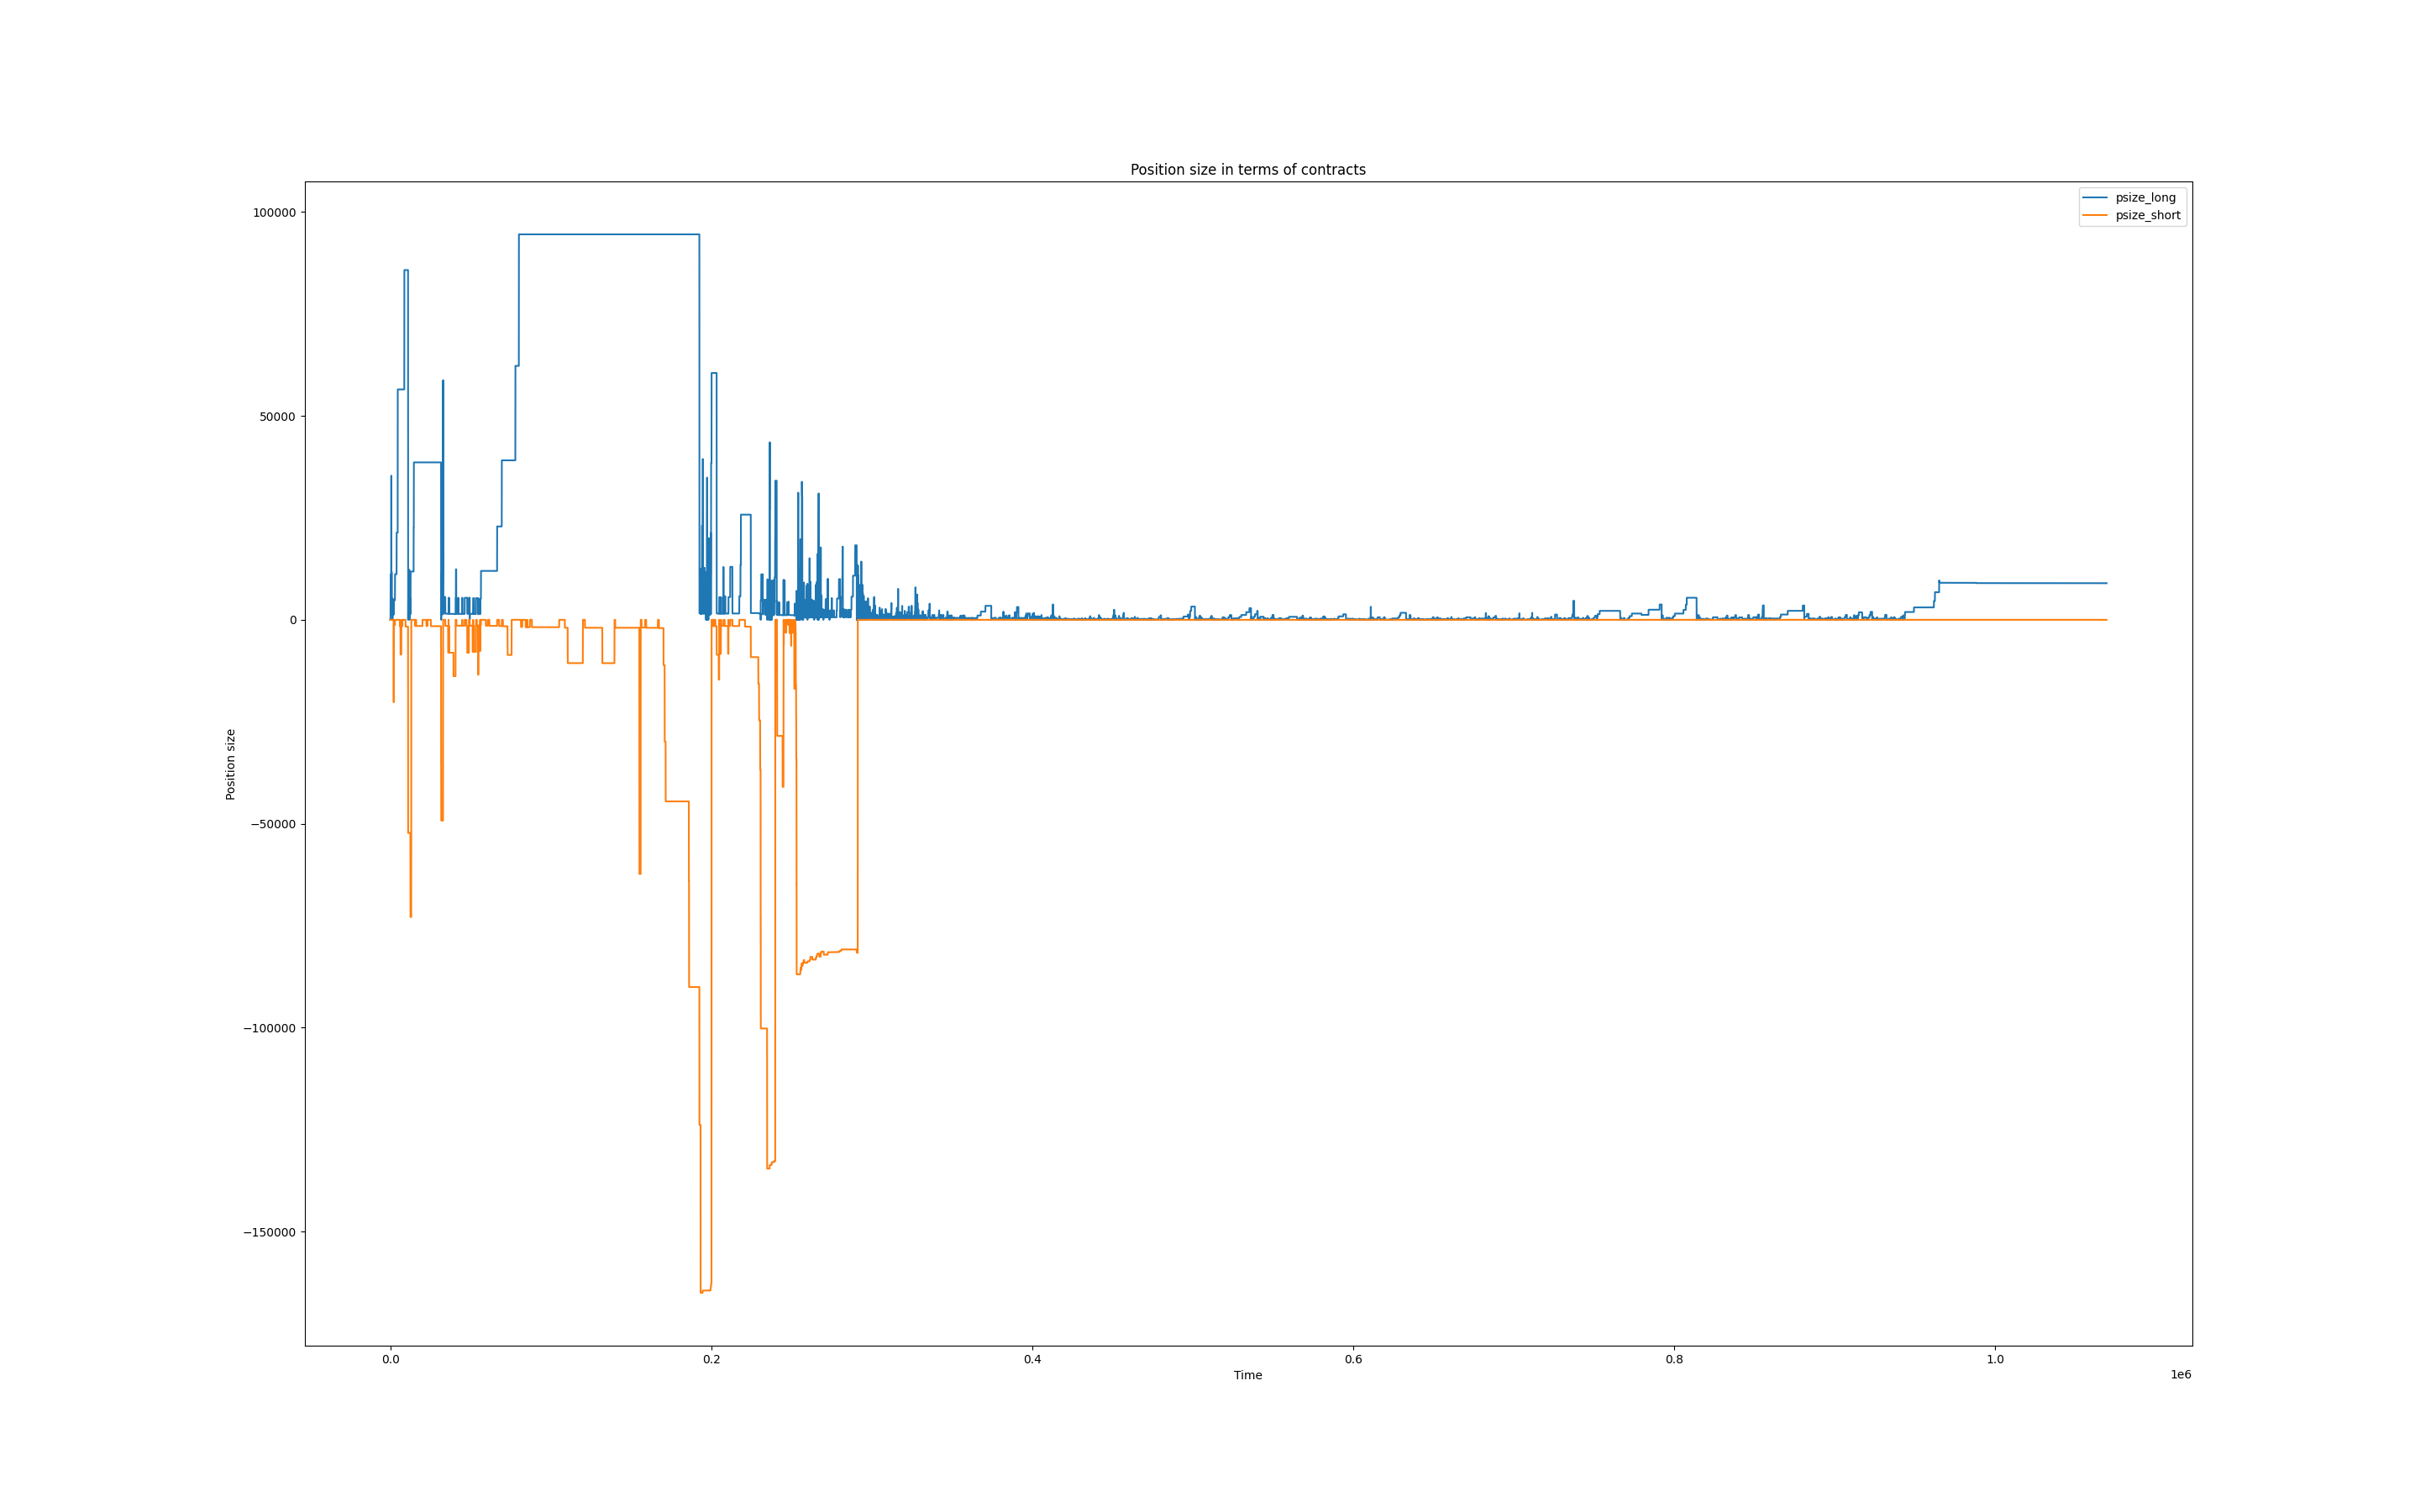 Position size in terms of contracts
psize_long
psize_short
100000
50000
0
−50000
−100000
−150000
Position size
0.0
0.2
0.4
0.6
0.8
1.0
1e6
Time